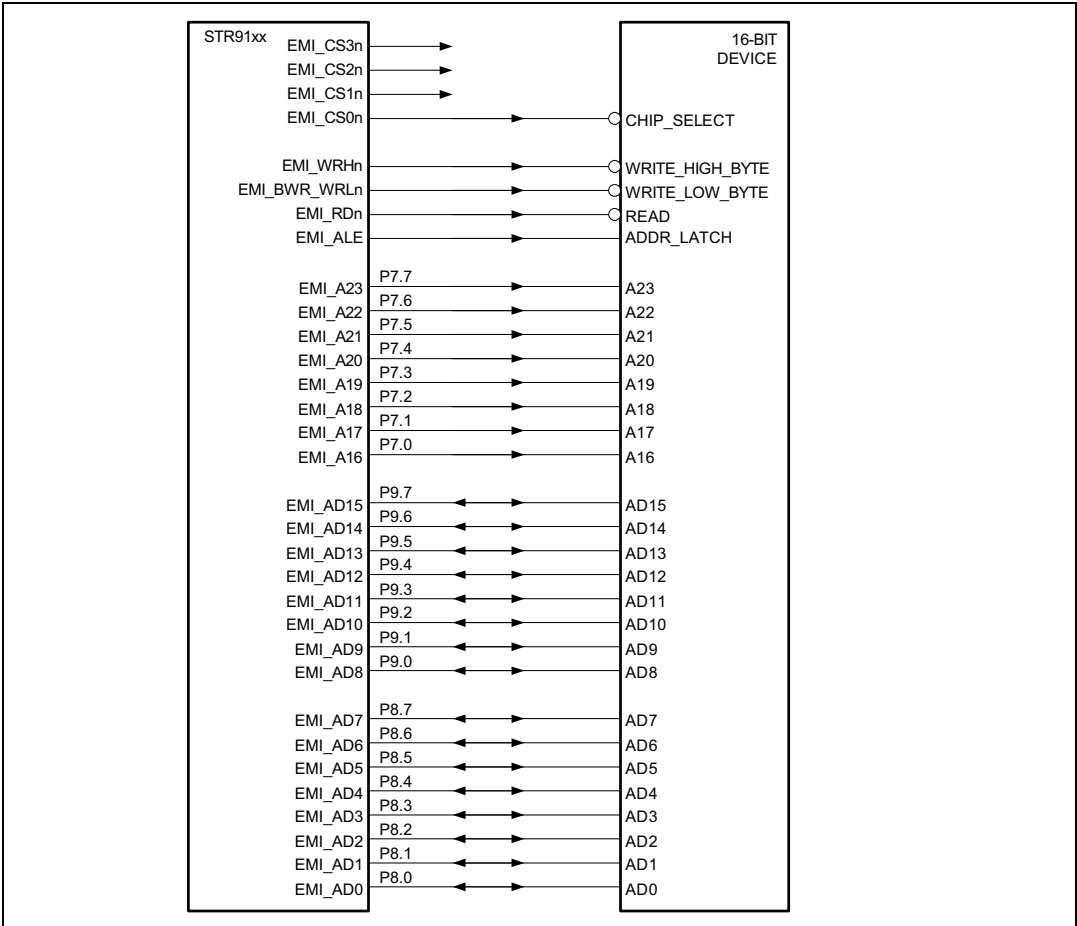 STR91xx
16-BIT
DEVICE
EMI_CS3n
EMI_CS2n
EMI_CS1n
EMI_CS0n CHIP_SELECT
EMI_WRHn WRITE_HIGH_BYTE
EMI_BWR_WRLn WRITE_LOW_BYTE
EMI_RDn READ
EMI_ALE ADDR_LATCH
EMI_A23 P7.7 A23
EMI_A22 P7.6 A22
EMI_A21 P7.5 A21
EMI_A20 P7.4 A20
EMI_A19 P7.3 A19
EMI_A18 P7.2 A18
EMI_A17 P7.1 A17
EMI_A16 P7.0 A16
EMI_AD15 P9.7 AD15
EMI_AD14 P9.6 AD14
EMI_AD13 P9.5 AD13
EMI_AD12 P9.4 AD12
EMI_AD11 P9.3 AD11
EMI_AD10 P9.2 AD10
EMI_AD9 P9.1 AD9
EMI_AD8 P9.0 AD8
EMI_AD7 P8.7 AD7
EMI_AD6 P8.6 AD6
EMI_AD5 P8.5 AD5
EMI_AD4 P8.4 AD4
EMI_AD3 P8.3 AD3
EMI_AD2 P8.2 AD2
EMI_AD1 P8.1 AD1
EMI_AD0 P8.0 AD0